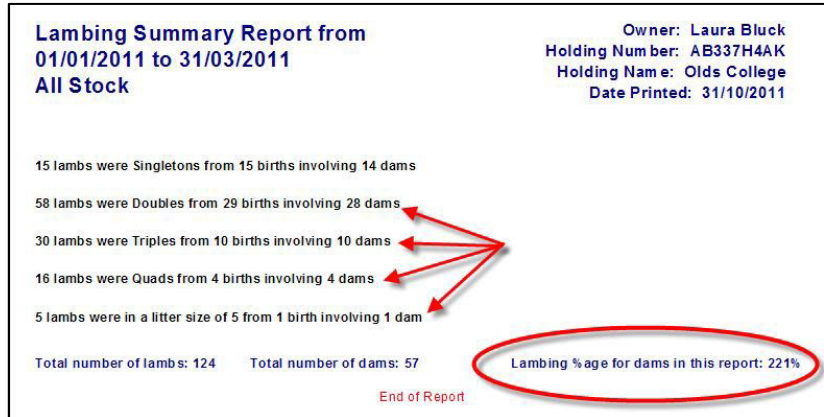 Lambing Summary Report from
01/01/2011 to 31/03/2011
All Stock
Owner: Laura Bluck
Holding Number: AB337H4AK
Holding Name: Olds College
Date Printed: 31/10/2011
15 lambs were Singletons from 15 births involving 14 dams
58 lambs were Doubles from 29 births involving 28 dams
30 lambs were Triples from 10 births involving 10 dams
16 lambs were Quads from 4 births involving 4 dams
5 lambs were in a litter size of 5 from 1 birth involving 1 dam
Total number of lambs: 124 Total number of dams: 57 Lambing %age for dams in this report: 221%
End of Report